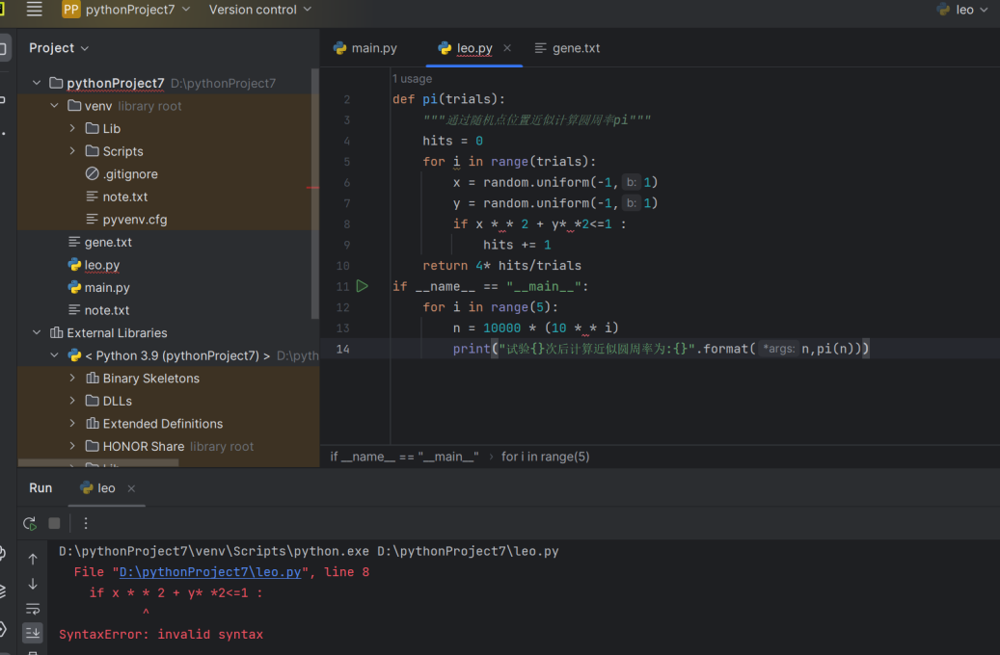 PP pythonProject7 Version control leo
Project main.py leo.py gene.txt
pythonProject7 D:\pythonProject7
venv library root
Lib
Scripts
.gitignore
note.txt
pyvenv.cfg
gene.txt
leo.py
main.py
note.txt
External Libraries
< Python 3.9 (pythonProject7) > D:\pyth
Binary Skeletons
DLLs
Extended Definitions
HONOR Share library root
Lib
1 usage
2 def pi(trials):
3 """通过随机点位置近似计算圆周率pi"""
4 hits = 0
5 for i in range(trials):
6 x = random.uniform(-1, b: 1)
7 y = random.uniform(-1, b: 1)
8 if x * * 2 + y* *2<=1 :
9 hits += 1
10 return 4* hits/trials
11 if __name__ == "__main__":
12 for i in range(5):
13 n = 10000 * (10 * * i)
14 print("试验{}次后计算近似圆周率为:{}".format( *args: n,pi(n)))
if __name__ == "__main__" › for i in range(5)
Run leo
D:\pythonProject7\venv\Scripts\python.exe D:\pythonProject7\leo.py
File "D:\pythonProject7\leo.py", line 8
if x * * 2 + y* *2<=1 :
^
SyntaxError: invalid syntax